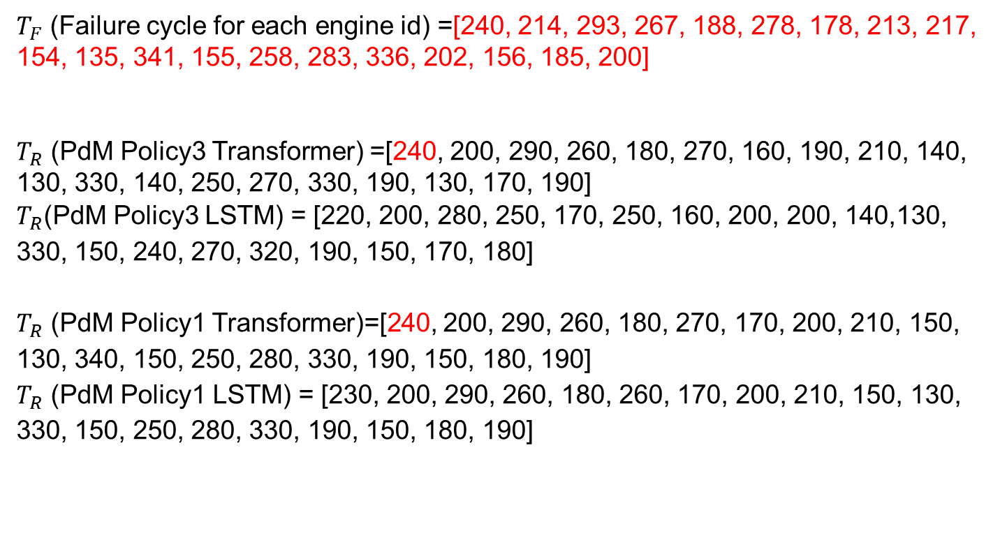 T_F (Failure cycle for each engine id) =[240, 214, 293, 267, 188, 278, 178, 213, 217,
154, 135, 341, 155, 258, 283, 336, 202, 156, 185, 200]
T_R (PdM Policy3 Transformer) =[240, 200, 290, 260, 180, 270, 160, 190, 210, 140,
130, 330, 140, 250, 270, 330, 190, 130, 170, 190]
T_R(PdM Policy3 LSTM) = [220, 200, 280, 250, 170, 250, 160, 200, 200, 140,130,
330, 150, 240, 270, 320, 190, 150, 170, 180]
T_R (PdM Policy1 Transformer)=[240, 200, 290, 260, 180, 270, 170, 200, 210, 150,
130, 340, 150, 250, 280, 330, 190, 150, 180, 190]
T_R (PdM Policy1 LSTM) = [230, 200, 290, 260, 180, 260, 170, 200, 210, 150, 130,
330, 150, 250, 280, 330, 190, 150, 180, 190]